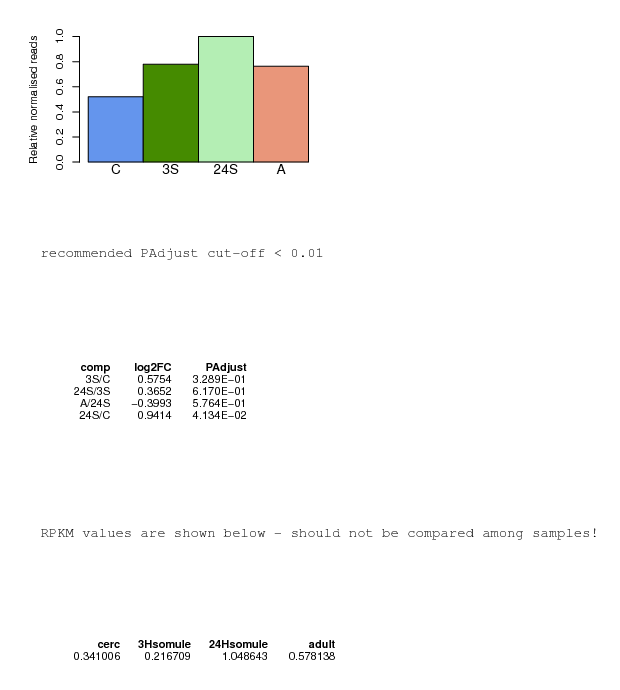 Relative normalised reads
1.0
0.8
0.6
0.4
0.2
0.0
C 3S 24S A
recommended PAdjust cut-off < 0.01
comp log2FC PAdjust
3S/C 0.5754 3.289E−01
24S/3S 0.3652 6.170E−01
A/24S −0.3993 5.764E−01
24S/C 0.9414 4.134E−02
RPKM values are shown below - should not be compared among samples!
cerc 3Hsomule 24Hsomule adult
0.341006 0.216709 1.048643 0.578138